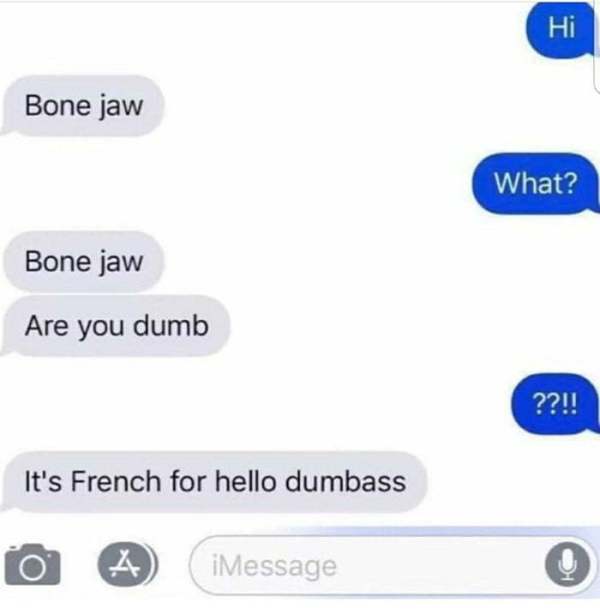 Hi
Bone jaw
What?
Bone jaw
Are you dumb
??!!
It's French for hello dumbass
iMessage